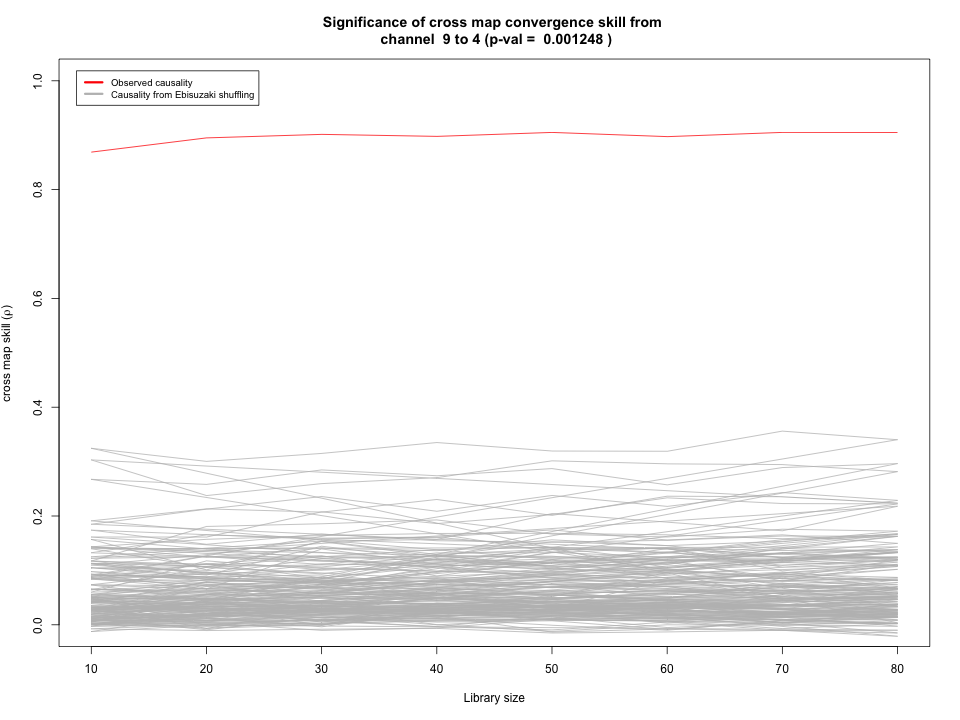 Significance of cross map convergence skill from
channel  9 to 4 (p-val =  0.001248 )
Observed causality
Causality from Ebisuzaki shuffling
cross map skill (ρ)
1.0
0.8
0.6
0.4
0.2
0.0
10 20 30 40 50 60 70 80
Library size